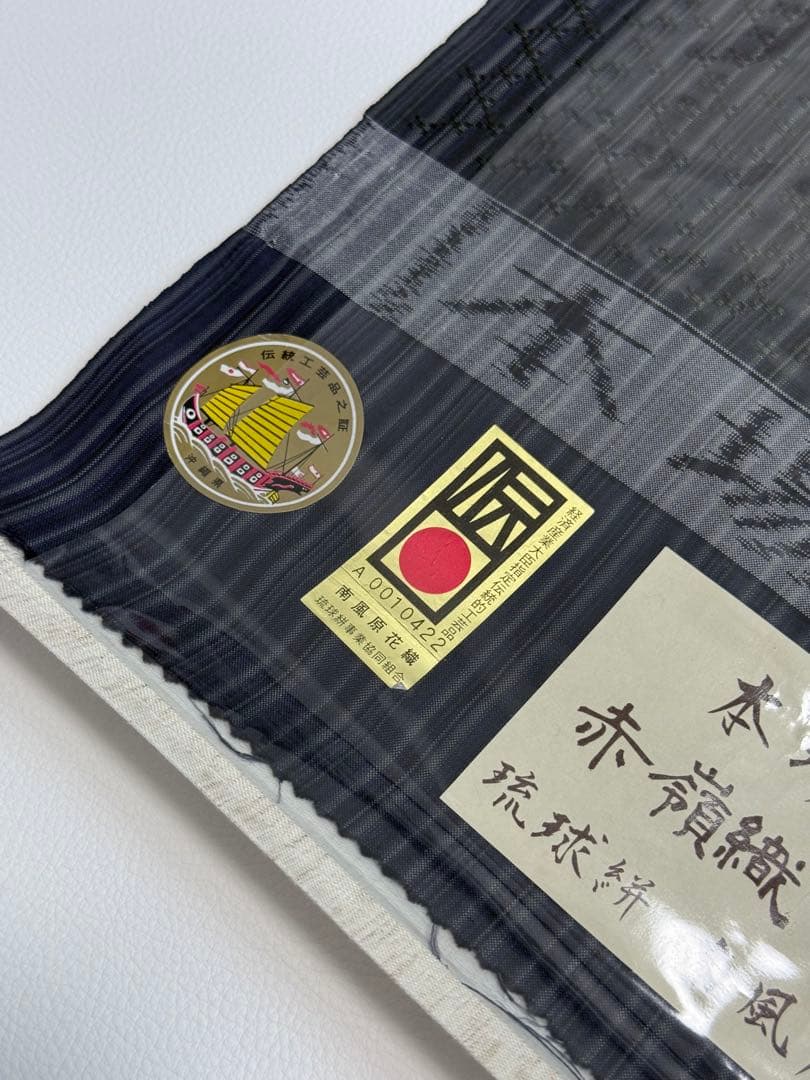 本場
伝統工芸品之証
沖縄県
伝
経済産業大臣指定伝統的工芸品
A 0010422
南風原花織
琉球絣事業協同組合
本
赤嶺織
琉球絣
風